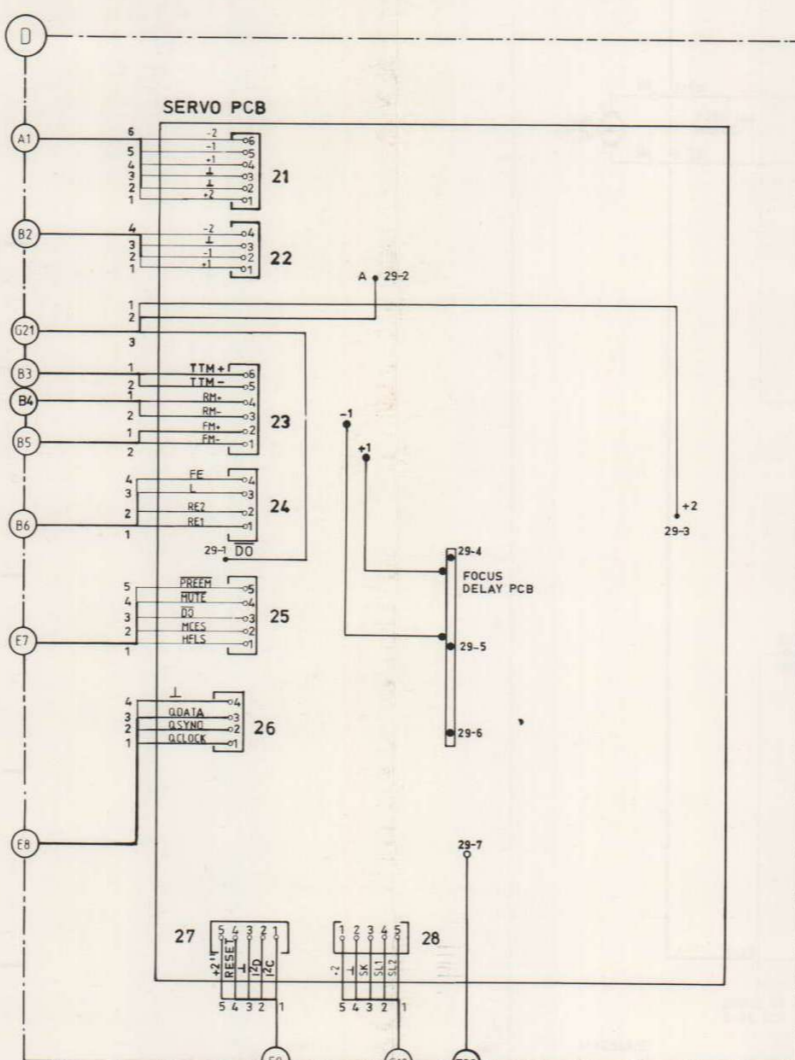 D
SERVO PCB
A1
6 -2 6
5 -1 5
4 +1 4
3 ⊥ 3
2 ⊥ 2
1 +2 1
21
B2
4 -2 4
3 ⊥ 3
2 -1 2
1 +1 1
22
A 29-2
1
2
G21
3
B3
1 TTM+ 6
2 TTM- 5
B4
1 RM+ 4
2 RM- 3
23
B5
1 FM+ 2
2 FM- 1
-1
+1
4 FE 4
3 L 3
24
2 RE2 2
B6
1 RE1 1
+2
29-3
29-1 D̅O̅
29-4
FOCUS
DELAY PCB
5 P̅R̅E̅E̅M̅ 5
4 M̅U̅T̅E̅ 4
3 D̅O̅ 3
25
2 MCES 2
E7
1 HFLS 1
29-5
4 ⊥ 4
3 QDATA 3
2 QSYNC 2
26
1 QCLOCK 1
29-6
E8
29-7
27
5 4 3 2 1
+2 R̅E̅S̅E̅T̅ ⊥ I²D I²C
5 4 3 2 1
1 2 3 4 5
28
+2 ⊥ SK SL1 SL2
5 4 3 2 1